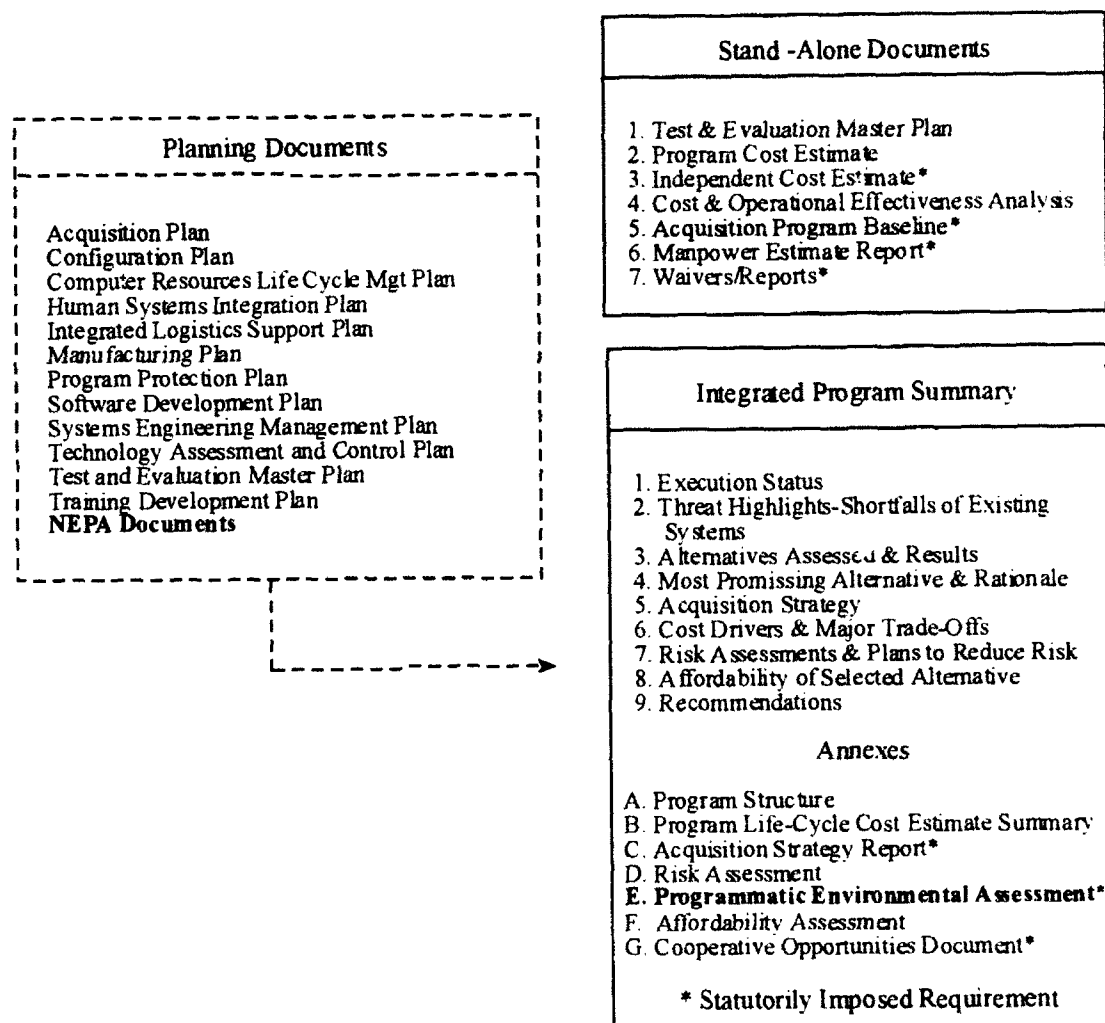 Planning Documents
Acquisition Plan
Configuration Plan
Computer Resources Life Cycle Mgt Plan
Human Systems Integration Plan
Integrated Logistics Support Plan
Manufacturing Plan
Program Protection Plan
Software Development Plan
Systems Engineering Management Plan
Technology Assessment and Control Plan
Test and Evaluation Master Plan
Training Development Plan
NEPA Documents
Stand -Alone Documents
1. Test & Evaluation Master Plan
2. Program Cost Estimate
3. Independent Cost Estimate*
4. Cost & Operational Effectiveness Analysis
5. Acquisition Program Baseline*
6. Manpower Estimate Report*
7. Waivers/Reports*
Integrated Program Summary
1. Execution Status
2. Threat Highlights-Shortfalls of Existing
Systems
3. Alternatives Assessed & Results
4. Most Promissing Alternative & Rationale
5. Acquisition Strategy
6. Cost Drivers & Major Trade-Offs
7. Risk Assessments & Plans to Reduce Risk
8. Affordability of Selected Alternative
9. Recommendations
Annexes
A. Program Structure
B. Program Life-Cycle Cost Estimate Summary
C. Acquisition Strategy Report*
D. Risk Assessment
E. Programmatic Environmental Assessment*
F. Affordability Assessment
G. Cooperative Opportunities Document*
* Statutorily Imposed Requirement